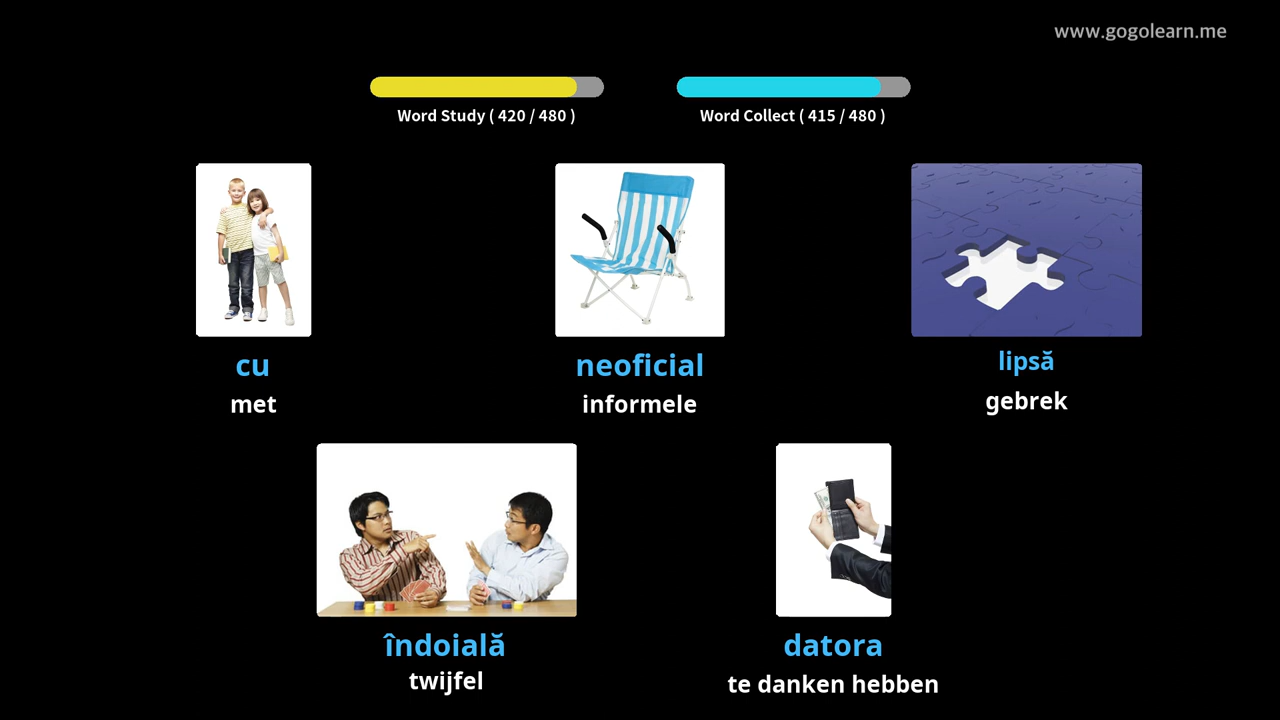 www.gogolearn.me
Word Study ( 420 / 480 )
Word Collect ( 415 / 480 )
cu
met
neoficial
informele
lipsă
gebrek
îndoială
twijfel
datora
te danken hebben